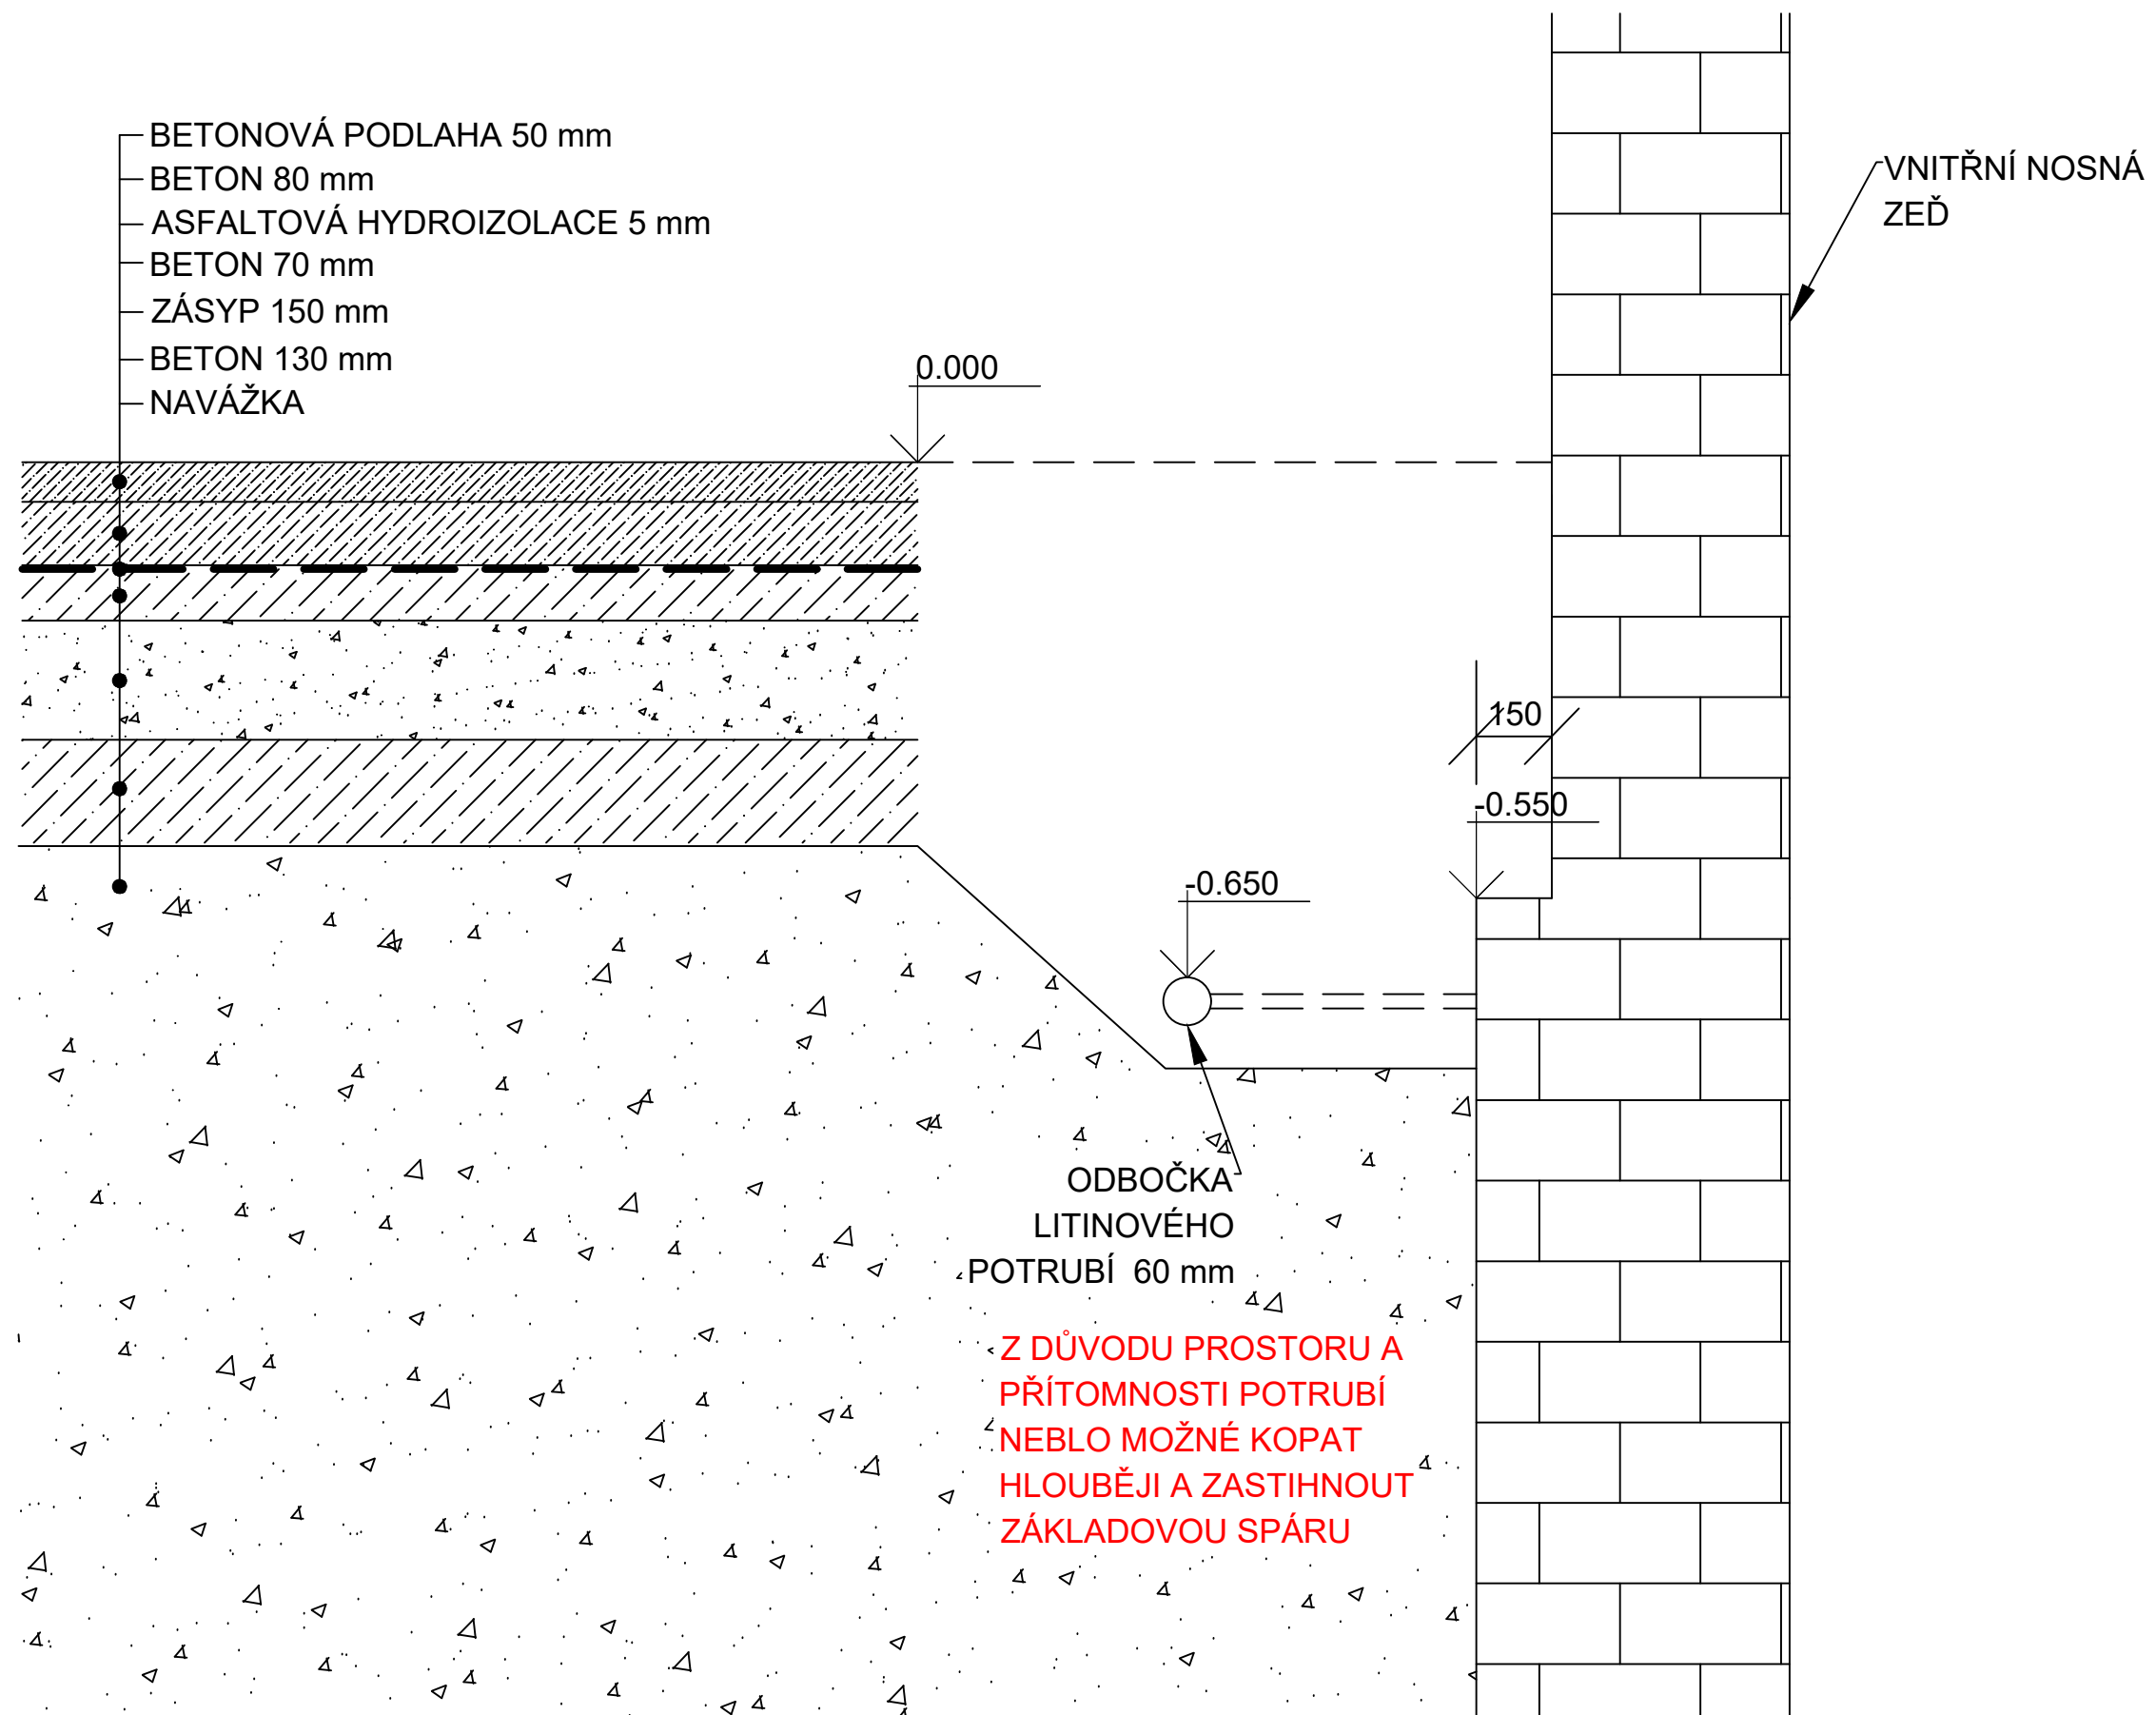 BETONOVÁ PODLAHA 50 mm
BETON 80 mm
ASFALTOVÁ HYDROIZOLACE 5 mm
BETON 70 mm
ZÁSYP 150 mm
BETON 130 mm
NAVÁŽKA
VNITŘNÍ NOSNÁ
ZEĎ
0.000
150
-0.550
-0.650
ODBOČKA
LITINOVÉHO
POTRUBÍ 60 mm
Z DŮVODU PROSTORU A
PŘÍTOMNOSTI POTRUBÍ
NEBLO MOŽNÉ KOPAT
HLOUBĚJI A ZASTIHNOUT
ZÁKLADOVOU SPÁRU